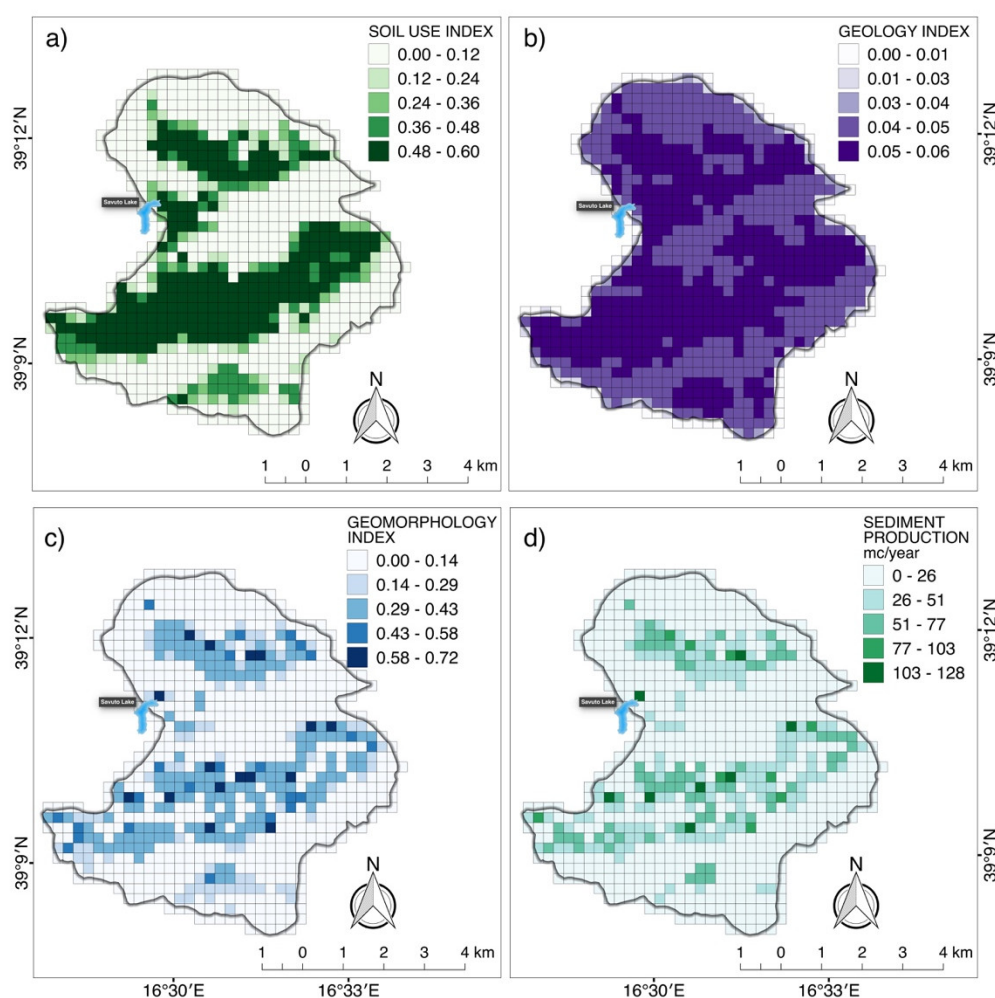 a)
SOIL USE INDEX
0.00 - 0.12
0.12 - 0.24
0.24 - 0.36
0.36 - 0.48
0.48 - 0.60
39°12'N
Savuto Lake
39°9'N
N
1 0 1 2 3 4 km
b)
GEOLOGY INDEX
0.00 - 0.01
0.01 - 0.03
0.03 - 0.04
0.04 - 0.05
0.05 - 0.06
39°12'N
Savuto Lake
39°9'N
N
1 0 1 2 3 4 km
c)
GEOMORPHOLOGY
INDEX
0.00 - 0.14
0.14 - 0.29
0.29 - 0.43
0.43 - 0.58
0.58 - 0.72
39°12'N
Savuto Lake
39°9'N
N
1 0 1 2 3 4 km
16°30'E
16°33'E
d)
SEDIMENT
PRODUCTION
mc/year
0 - 26
26 - 51
51 - 77
77 - 103
103 - 128
39°12'N
Savuto Lake
39°9'N
N
1 0 1 2 3 4 km
16°30'E
16°33'E